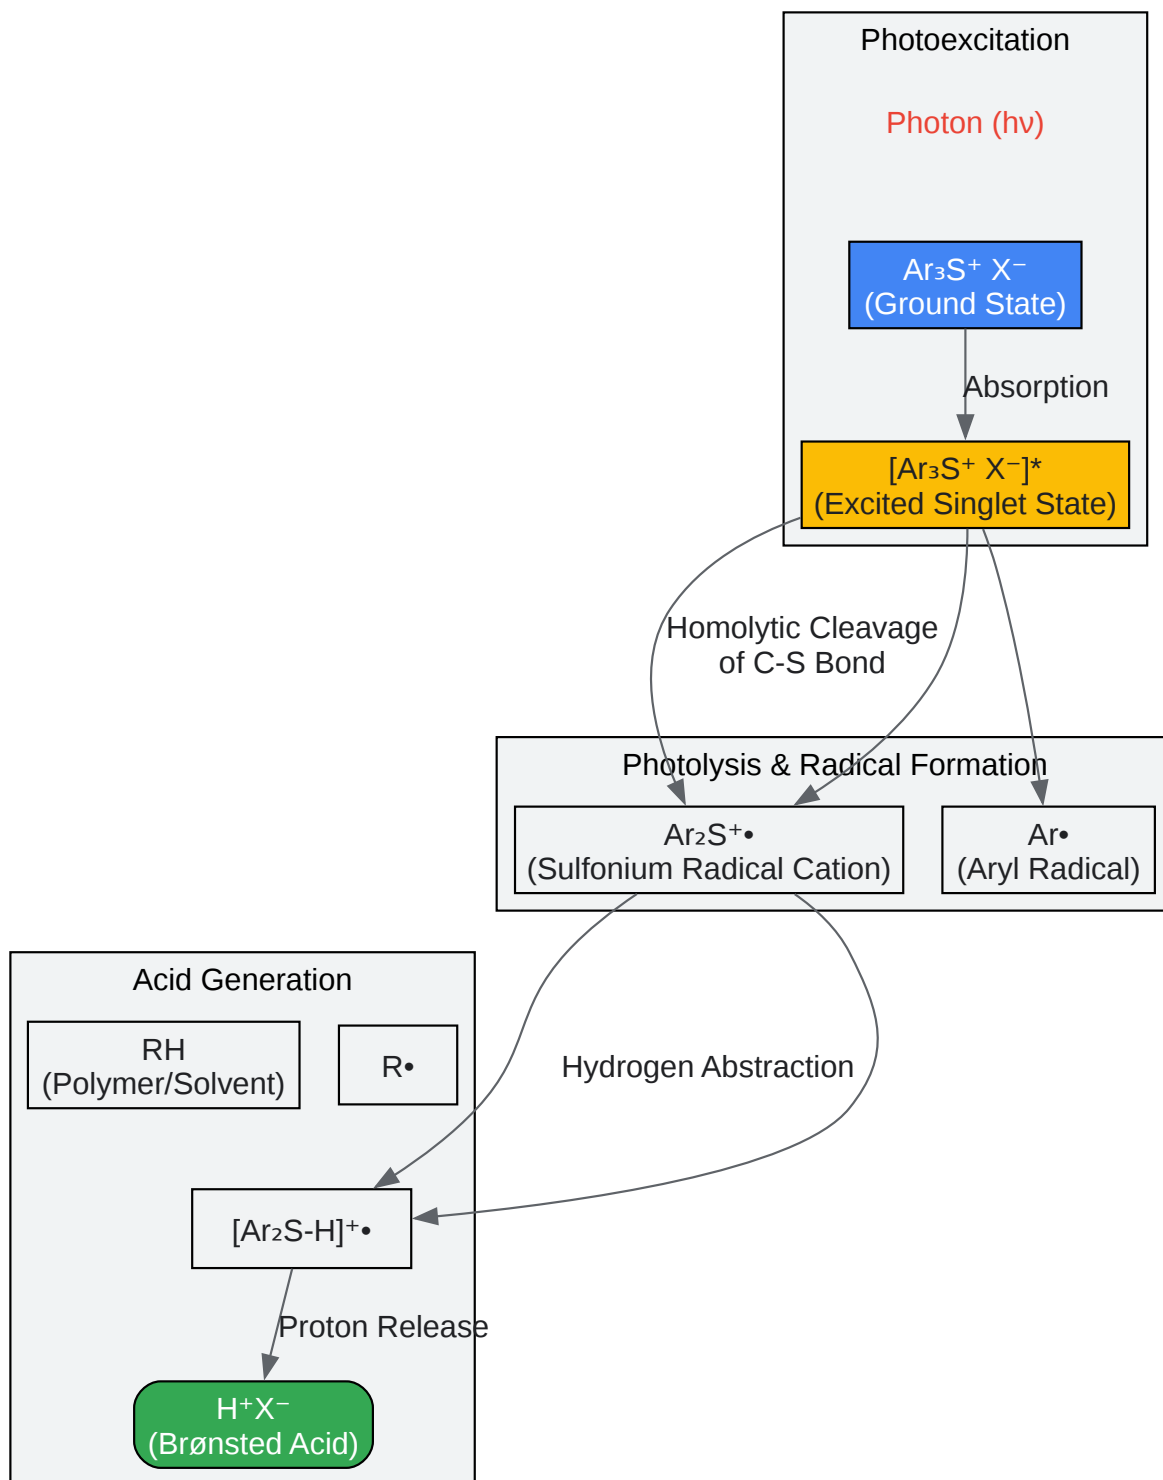 Photoexcitation
Photon (hν)
Ar₃S⁺ X⁻
(Ground State)
Absorption
[Ar₃S⁺ X⁻]*
(Excited Singlet State)
Homolytic Cleavage
of C-S Bond
Photolysis & Radical Formation
Ar₂S⁺•
(Sulfonium Radical Cation)
Ar•
(Aryl Radical)
Acid Generation
RH
(Polymer/Solvent)
R•
Hydrogen Abstraction
[Ar₂S-H]⁺•
Proton Release
H⁺X⁻
(Brønsted Acid)